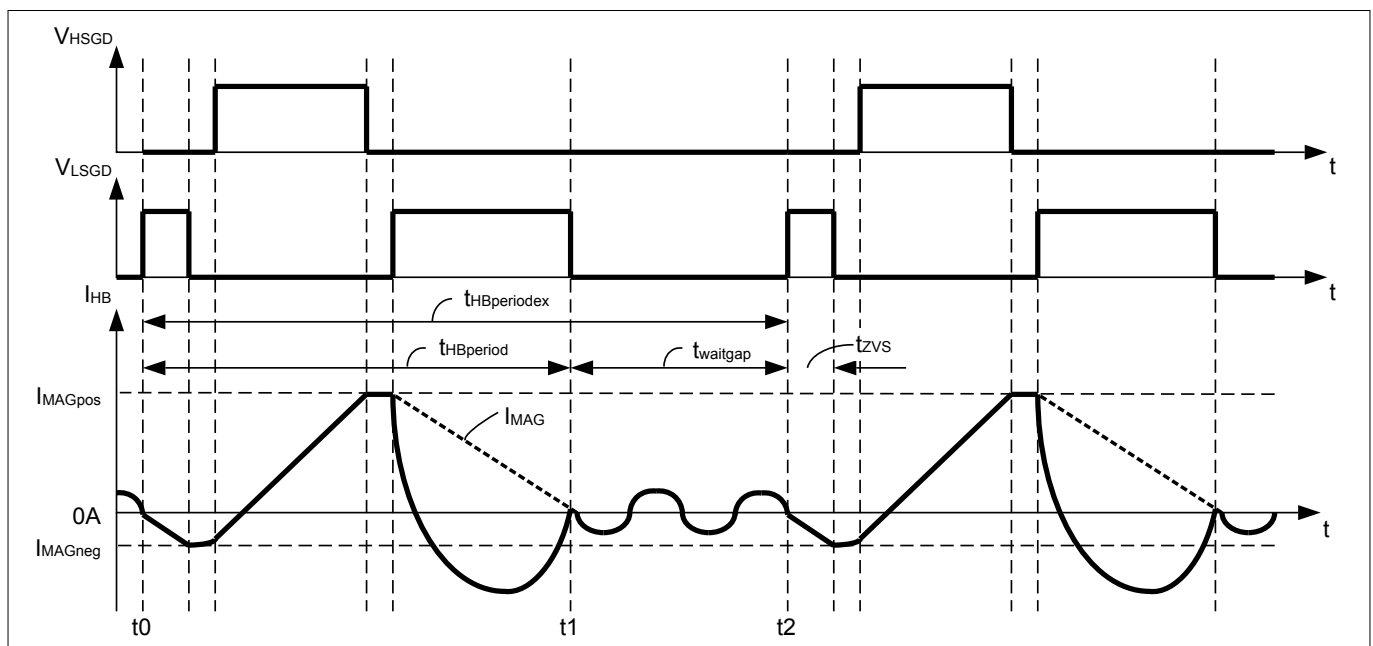 VHSGD
t
VLSGD
t
IHB
tHBperiodex
tHBperiod
twaitgap
tZVS
IMAGpos
IMAG
0A
t
IMAGneg
t0
t1
t2